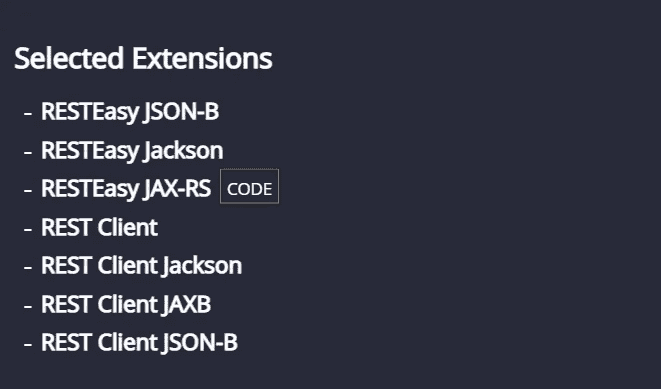 Selected Extensions
- RESTEasy JSON-B
- RESTEasy Jackson
- RESTEasy JAX-RS CODE
- REST Client
- REST Client Jackson
- REST Client JAXB
- REST Client JSON-B